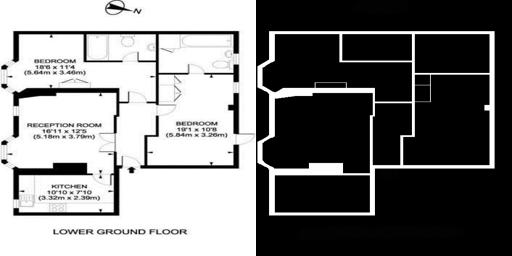 N
BEDROOM
18'6 x 11'4
(5.64m x 3.46m)
RECEPTION ROOM
16'11 x 12'5
(5.18m x 3.79m)
BEDROOM
19'1 x 10'8
(5.84m x 3.26m)
KITCHEN
10'10 x 7'10
(3.32m x 2.39m)
LOWER GROUND FLOOR